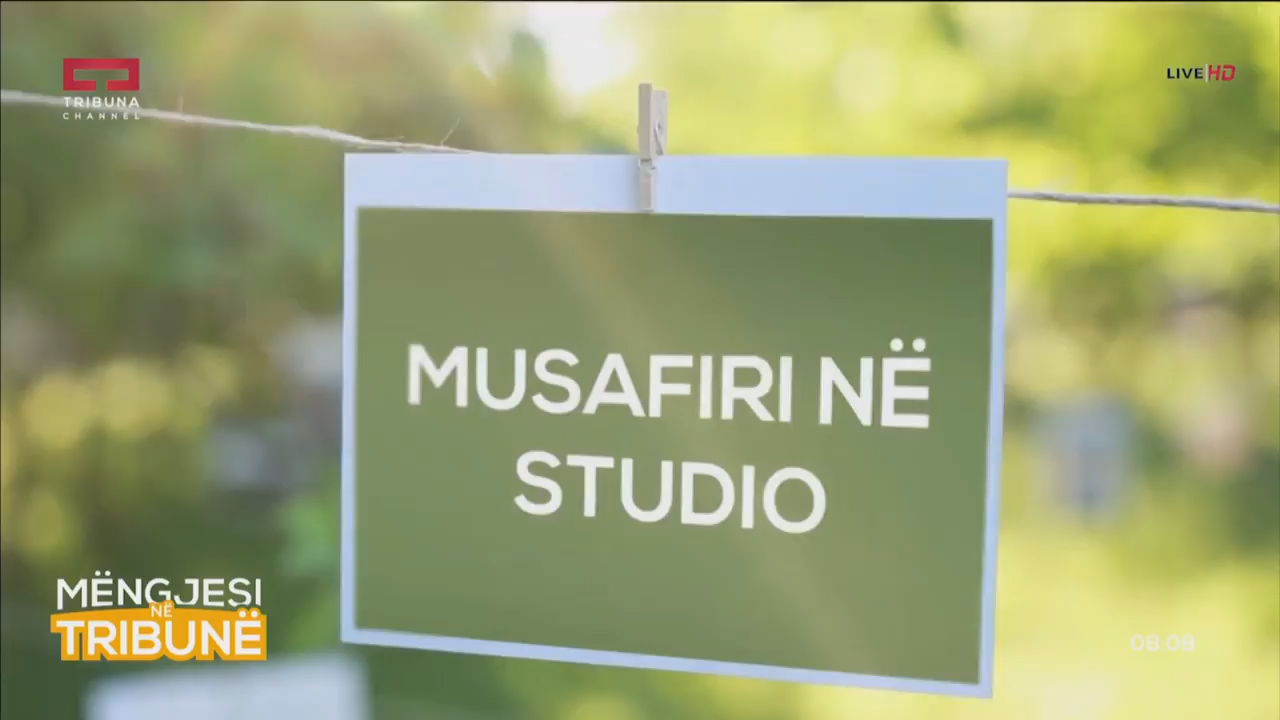 TRIBUNA
CHANNEL
LIVE HD
MUSAFIRI NË
STUDIO
MËNGJESI
NË
TRIBUNË
08:08